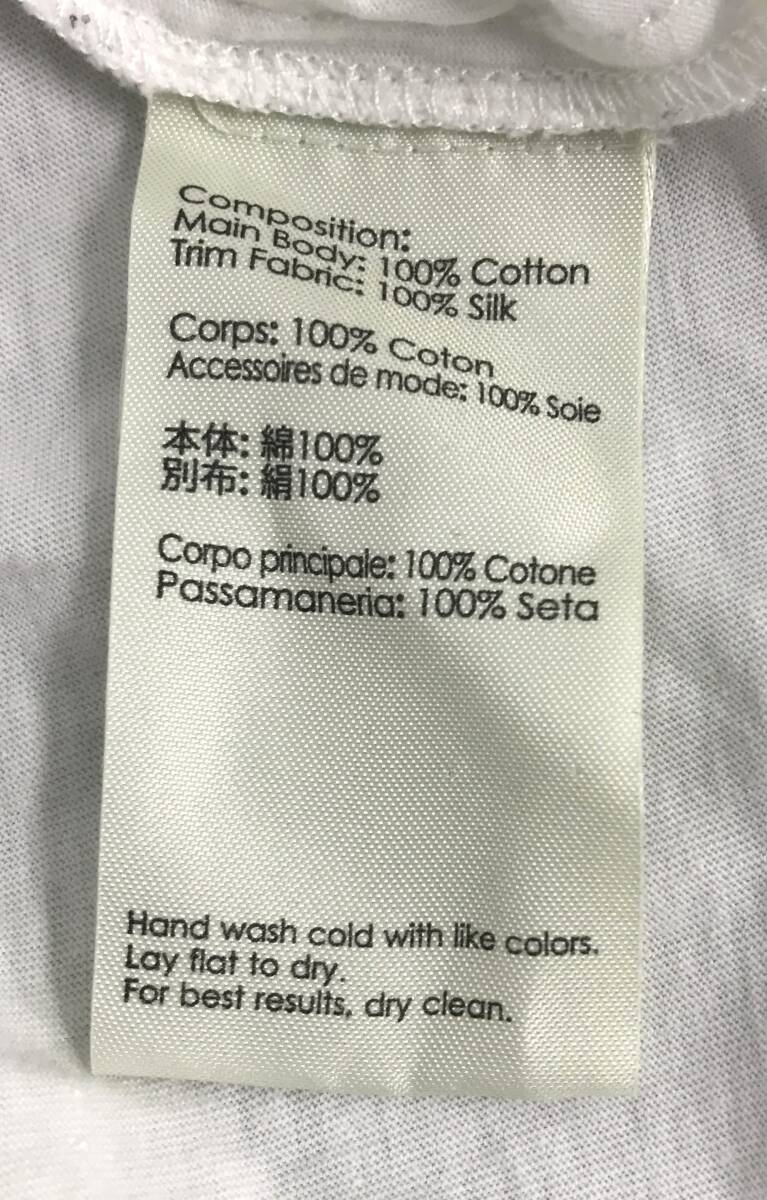 Composition:
Main Body: 100% Cotton
Trim Fabric: 100% Silk
Corps: 100% Coton
Accessoires de mode: 100% Soie
本体: 綿100%
別布: 絹100%
Corpo principale: 100% Cotone
Passamaneria: 100% Seta
Hand wash cold with like colors.
Lay flat to dry.
For best results, dry clean.